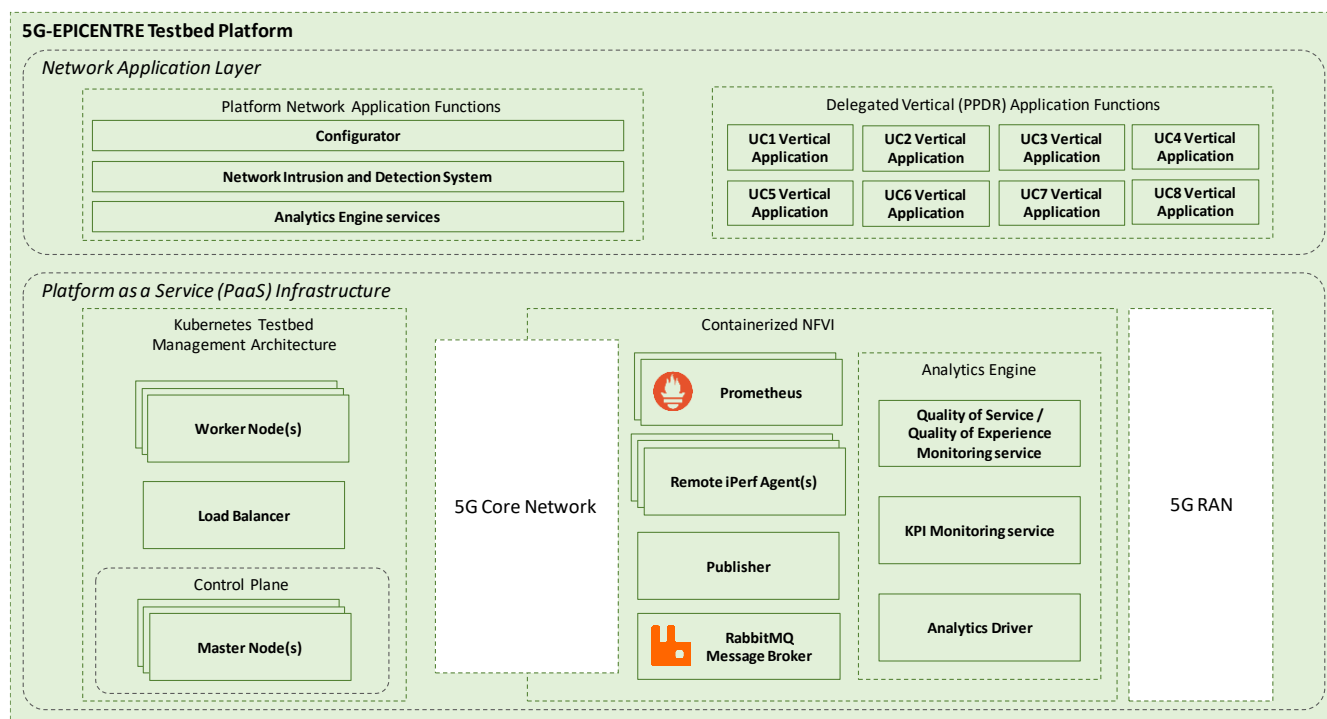 5G-EPICENTRE Testbed Platform
Network Application Layer
Platform Network Application Functions
Configurator
Network Intrusion and Detection System
Analytics Engine services
Delegated Vertical (PPDR) Application Functions
UC1 Vertical
Application
UC2 Vertical
Application
UC3 Vertical
Application
UC4 Vertical
Application
UC5 Vertical
Application
UC6 Vertical
Application
UC7 Vertical
Application
UC8 Vertical
Application
Platform as a Service (PaaS) Infrastructure
Kubernetes Testbed
Management Architecture
Worker Node(s)
Load Balancer
Control Plane
Master Node(s)
5G Core Network
Containerized NFVI
Prometheus
Remote iPerf Agent(s)
Publisher
RabbitMQ
Message Broker
Analytics Engine
Quality of Service /
Quality of Experience
Monitoring service
KPI Monitoring service
Analytics Driver
5G RAN